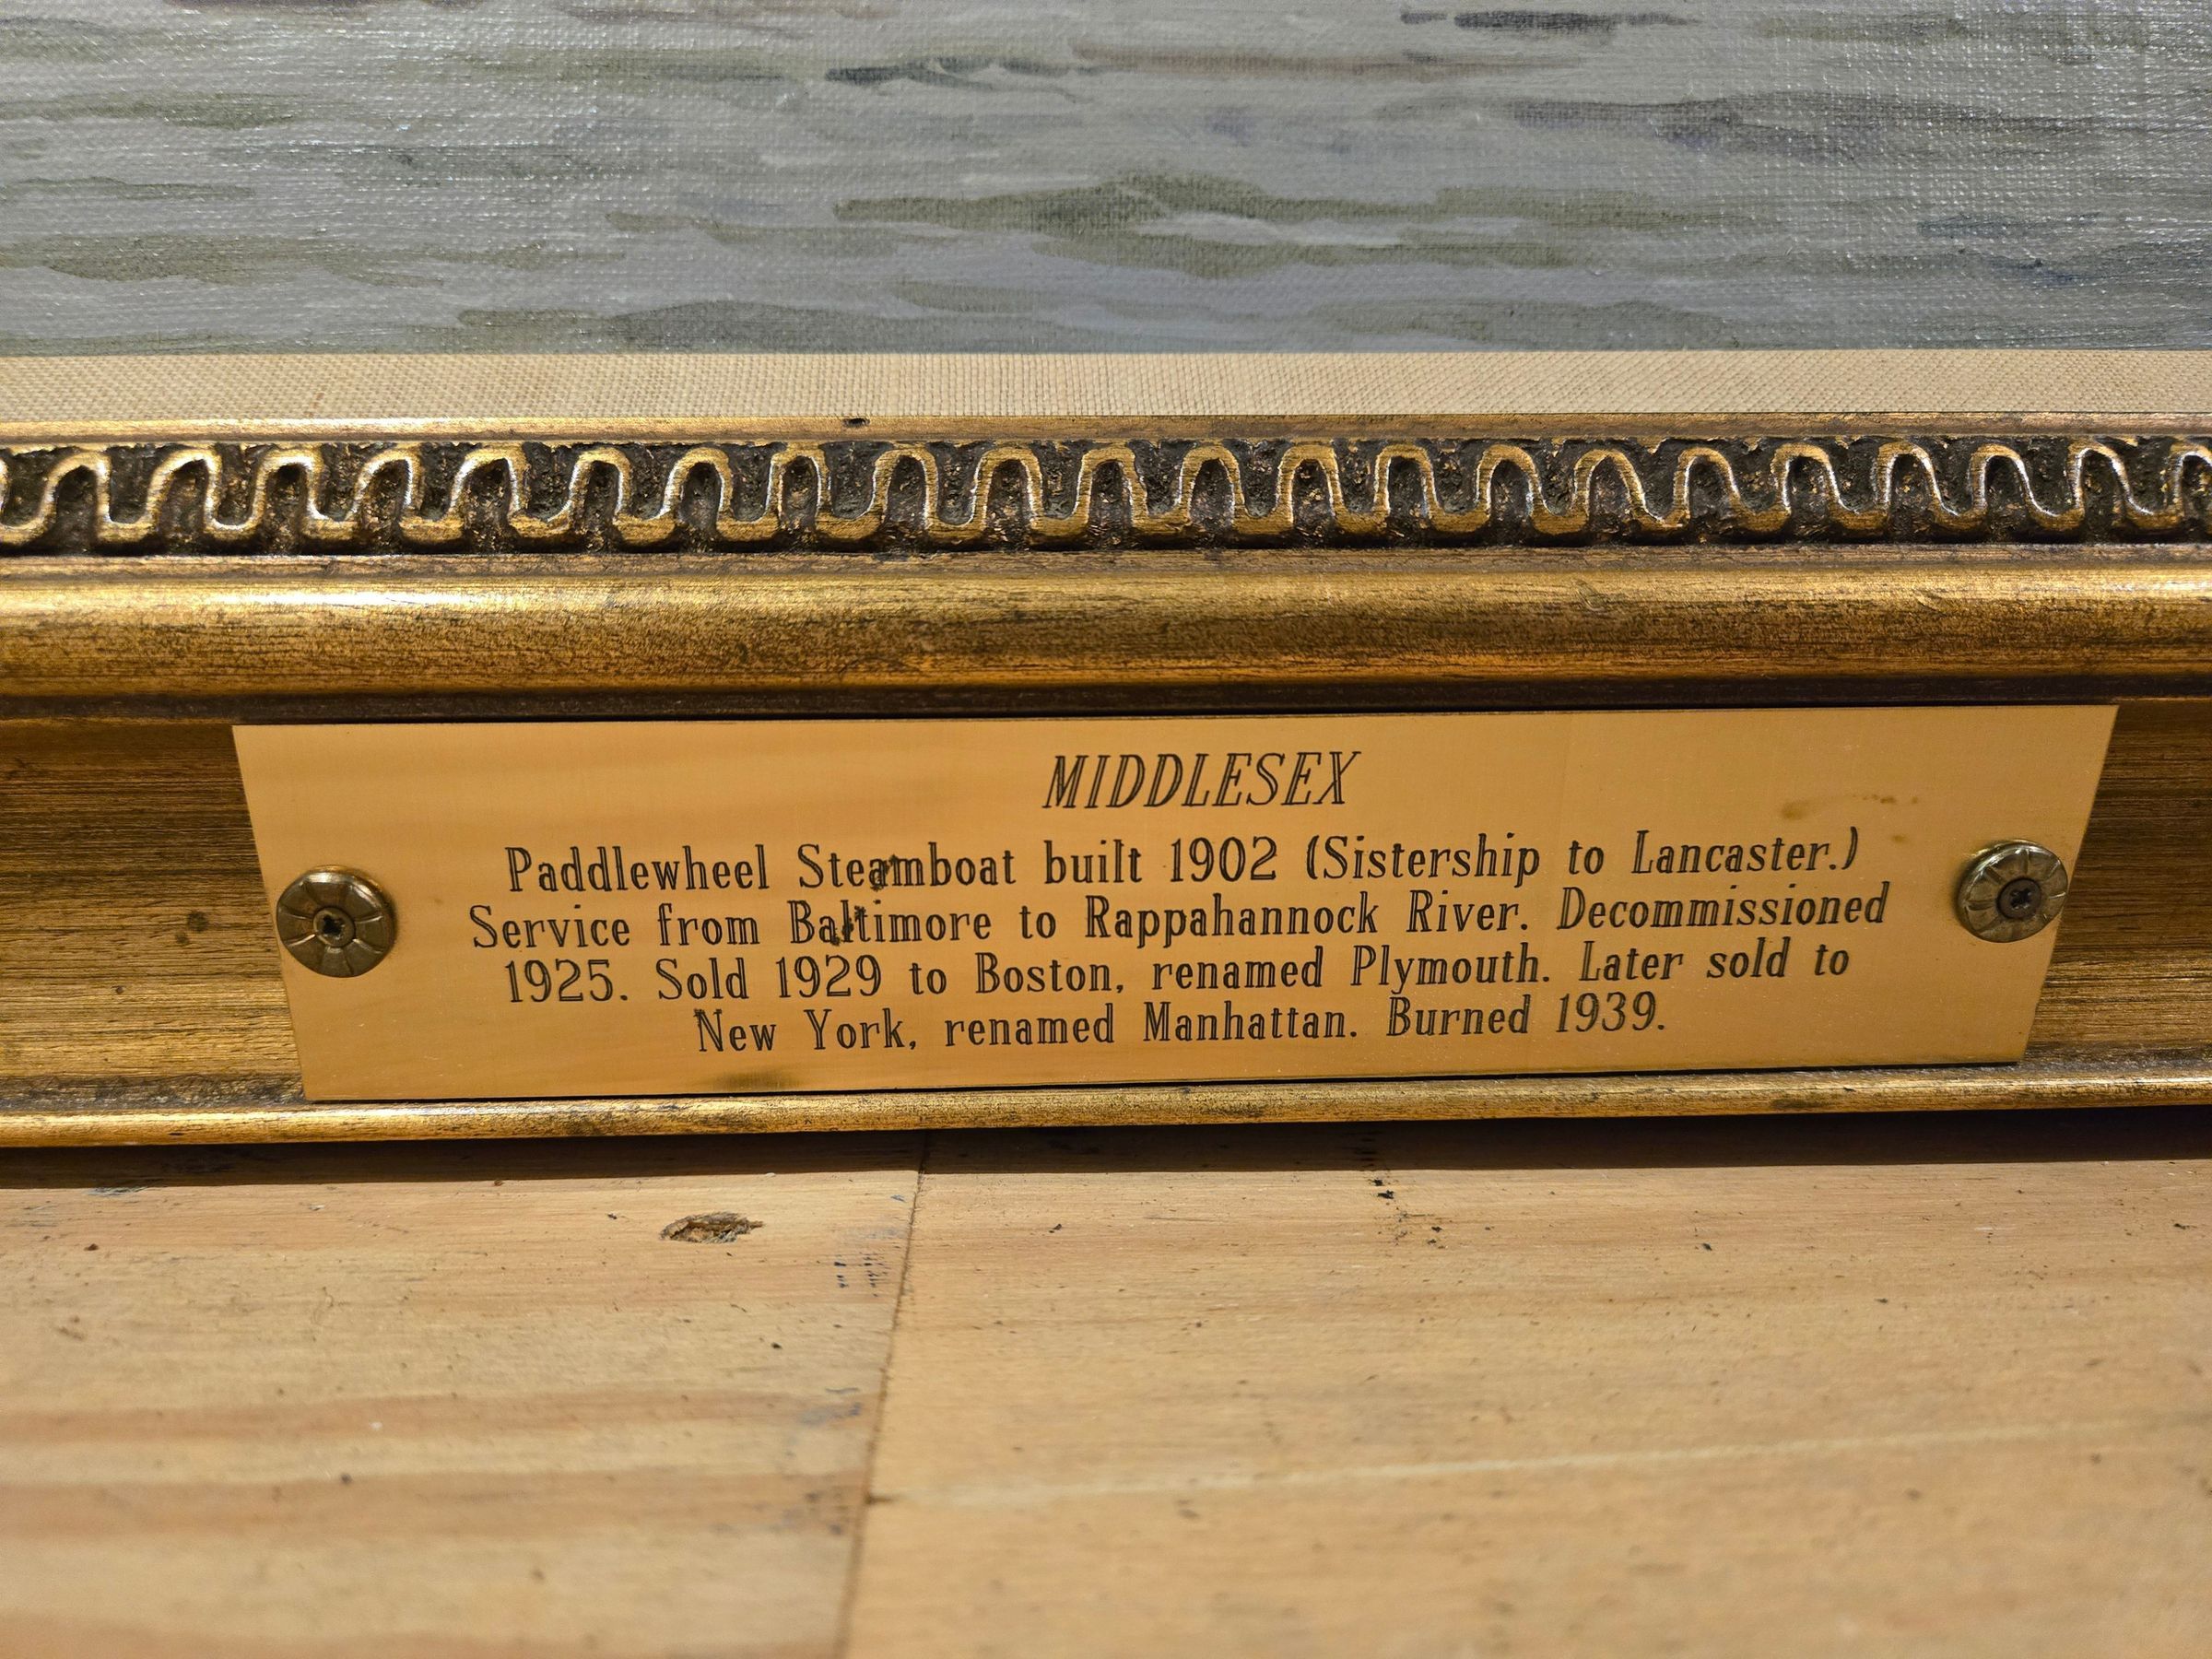 MIDDLESEX
Paddlewheel Steamboat built 1902 (Sistership to Lancaster.)
Service from Baltimore to Rappahannock River. Decommissioned
1925. Sold 1929 to Boston, renamed Plymouth. Later sold to
New York, renamed Manhattan. Burned 1939.